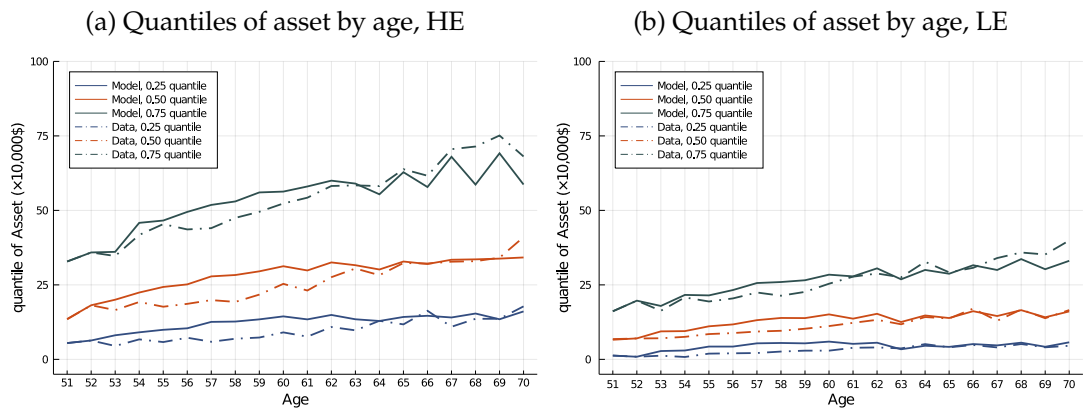 (a) Quantiles of asset by age, HE
100
75
50
25
0
quantile of Asset (×10,000$)
Model, 0.25 quantile
Model, 0.50 quantile
Model, 0.75 quantile
Data, 0.25 quantile
Data, 0.50 quantile
Data, 0.75 quantile
51 52 53 54 55 56 57 58 59 60 61 62 63 64 65 66 67 68 69 70
Age
(b) Quantiles of asset by age, LE
100
75
50
25
0
quantile of Asset (×10,000$)
Model, 0.25 quantile
Model, 0.50 quantile
Model, 0.75 quantile
Data, 0.25 quantile
Data, 0.50 quantile
Data, 0.75 quantile
51 52 53 54 55 56 57 58 59 60 61 62 63 64 65 66 67 68 69 70
Age